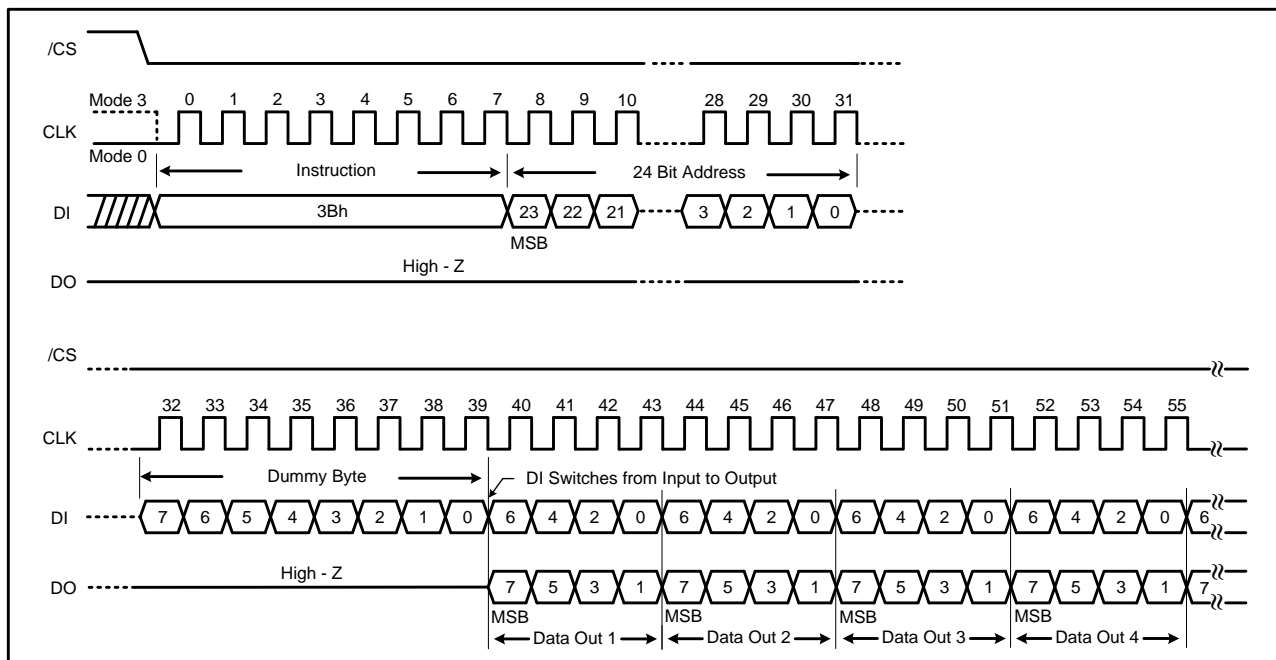 /CS
Mode 3 0 1 2 3 4 5 6 7 8 9 10 28 29 30 31
CLK
Mode 0
Instruction 24 Bit Address
DI 3Bh 23 22 21 3 2 1 0
MSB
High - Z
DO
/CS
32 33 34 35 36 37 38 39 40 41 42 43 44 45 46 47 48 49 50 51 52 53 54 55
CLK
Dummy Byte DI Switches from Input to Output
DI 7 6 5 4 3 2 1 0 6 4 2 0 6 4 2 0 6 4 2 0 6 4 2 0 6
High - Z
DO 7 5 3 1 7 5 3 1 7 5 3 1 7 5 3 1 7
MSB MSB MSB MSB
Data Out 1 Data Out 2 Data Out 3 Data Out 4